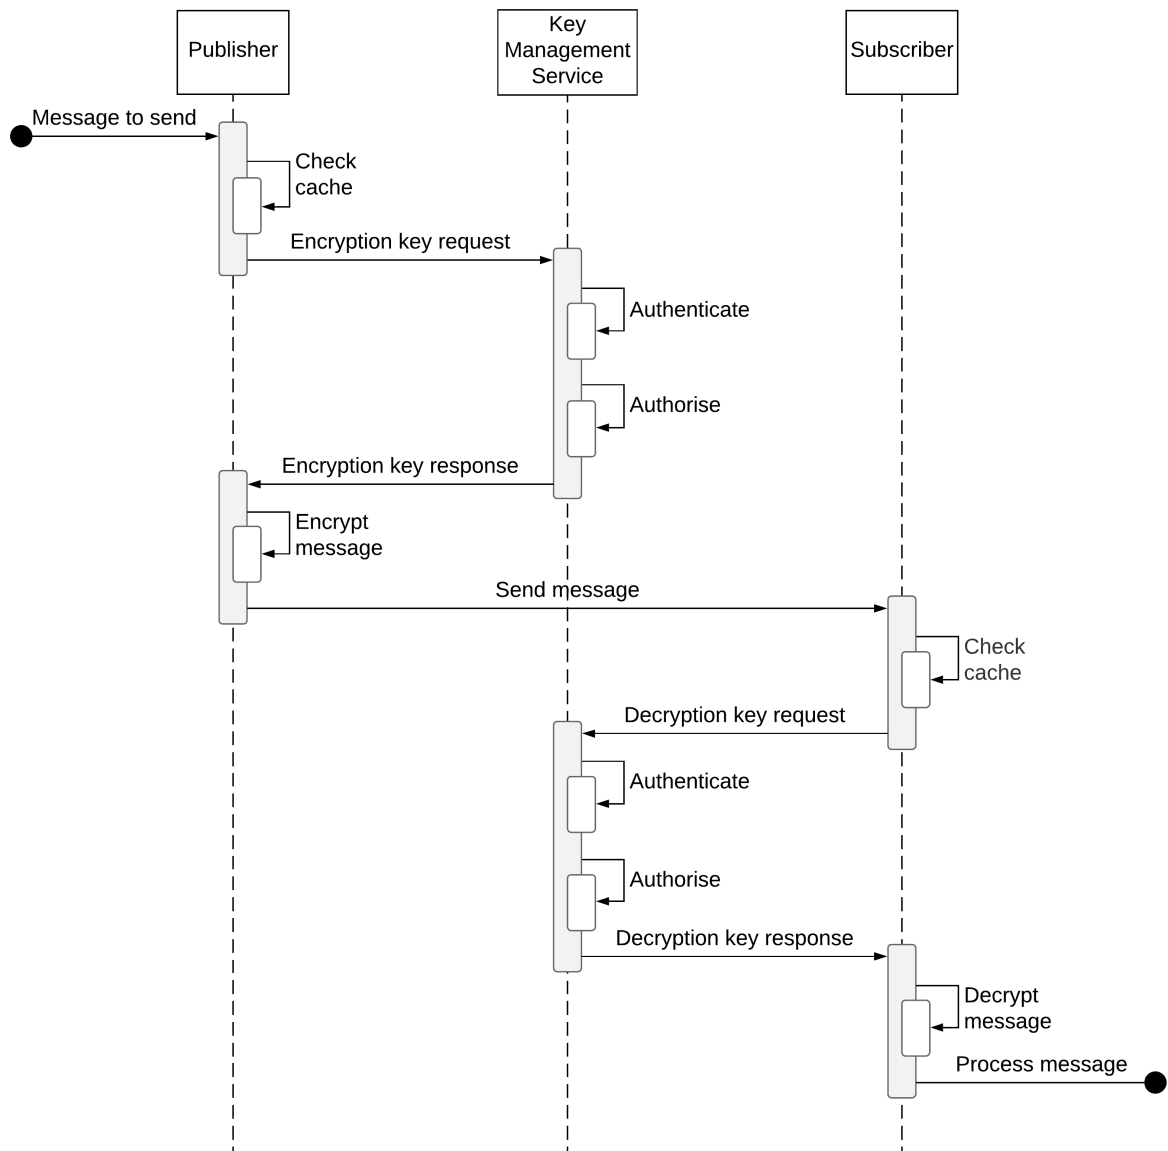 Publisher
Key
Management
Service
Subscriber
Message to send
Check
cache
Encryption key request
Authenticate
Authorise
Encryption key response
Encrypt
message
Send message
Check
cache
Decryption key request
Authenticate
Authorise
Decryption key response
Decrypt
message
Process message